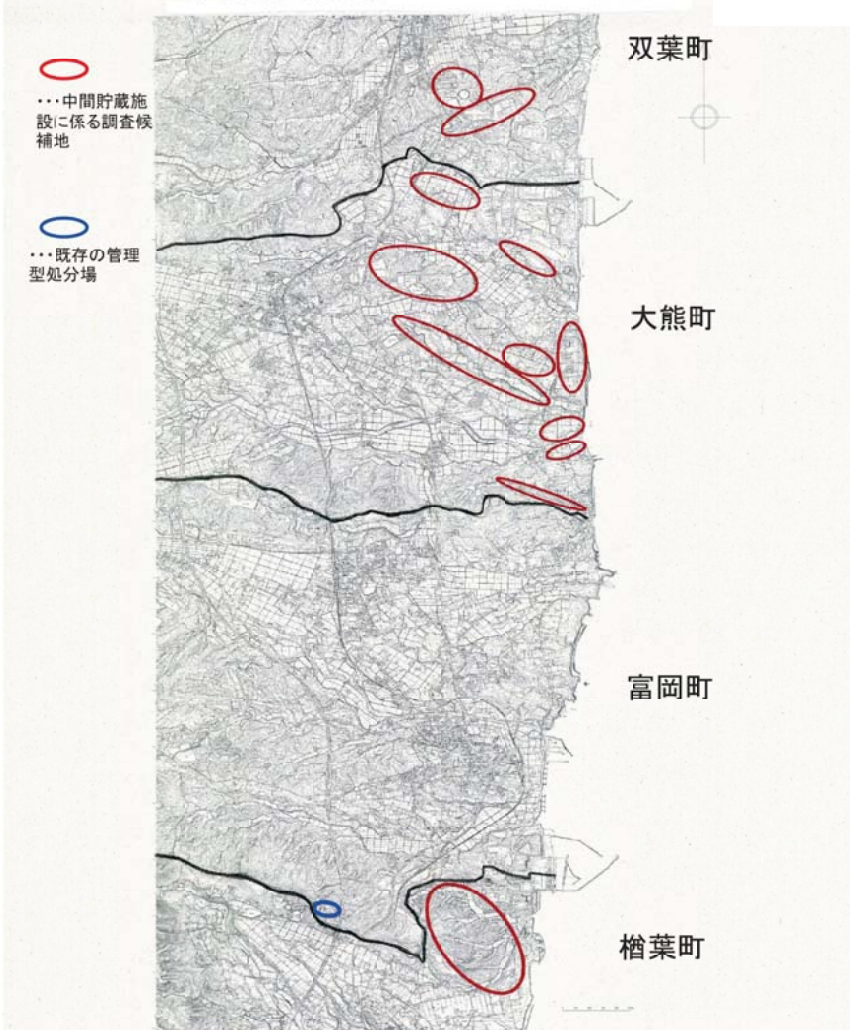 双葉町
・・・中間貯蔵施
設に係る調査候
補地
・・・既存の管理
型処分場
大熊町
富岡町
楢葉町